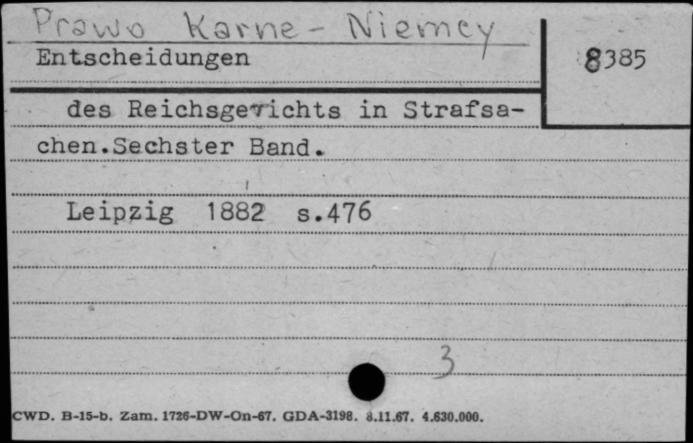 Prawo Karne - Niemcy
Entscheidungen
8385
des Reichsgerichts in Strafsa-
chen.Sechster Band.
Leipzig 1882 s.476
3
CWD. B-15-b. Zam. 1726-DW-On-67. GDA-3198. 8.11.67. 4.630.000.